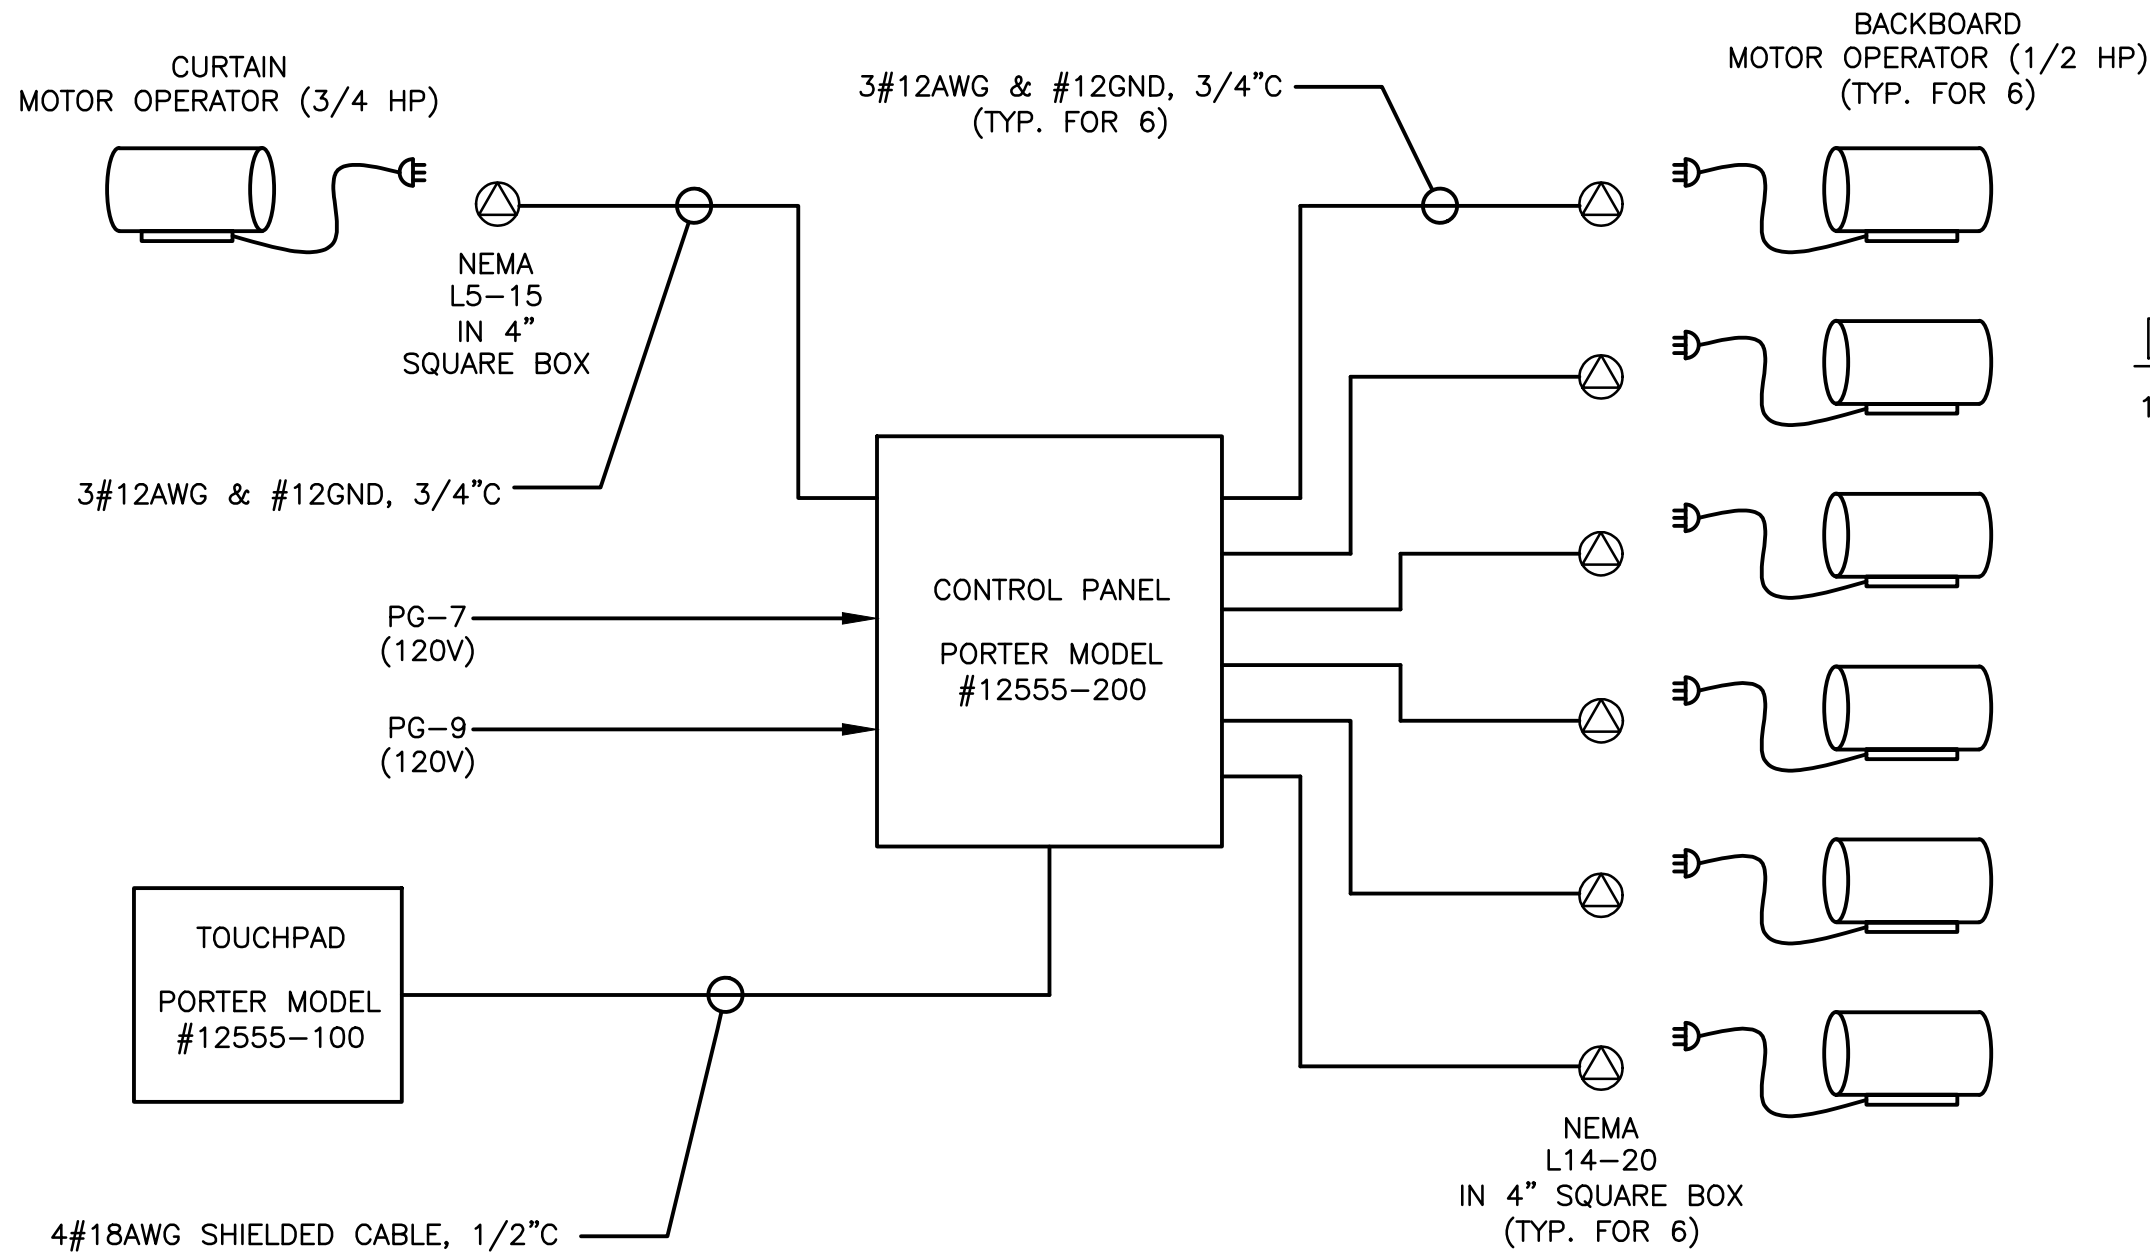 CURTAIN
MOTOR OPERATOR (3/4 HP)
3#12AWG & #12GND, 3/4”C
(TYP. FOR 6)
BACKBOARD
MOTOR OPERATOR (1/2 HP)
(TYP. FOR 6)
NEMA
L5-15
IN 4”
SQUARE BOX
3#12AWG & #12GND, 3/4”C
PG-7
(120V)
PG-9
(120V)
CONTROL PANEL
PORTER MODEL
#12555-200
TOUCHPAD
PORTER MODEL
#12555-100
4#18AWG SHIELDED CABLE, 1/2”C
NEMA
L14-20
IN 4” SQUARE BOX
(TYP. FOR 6)